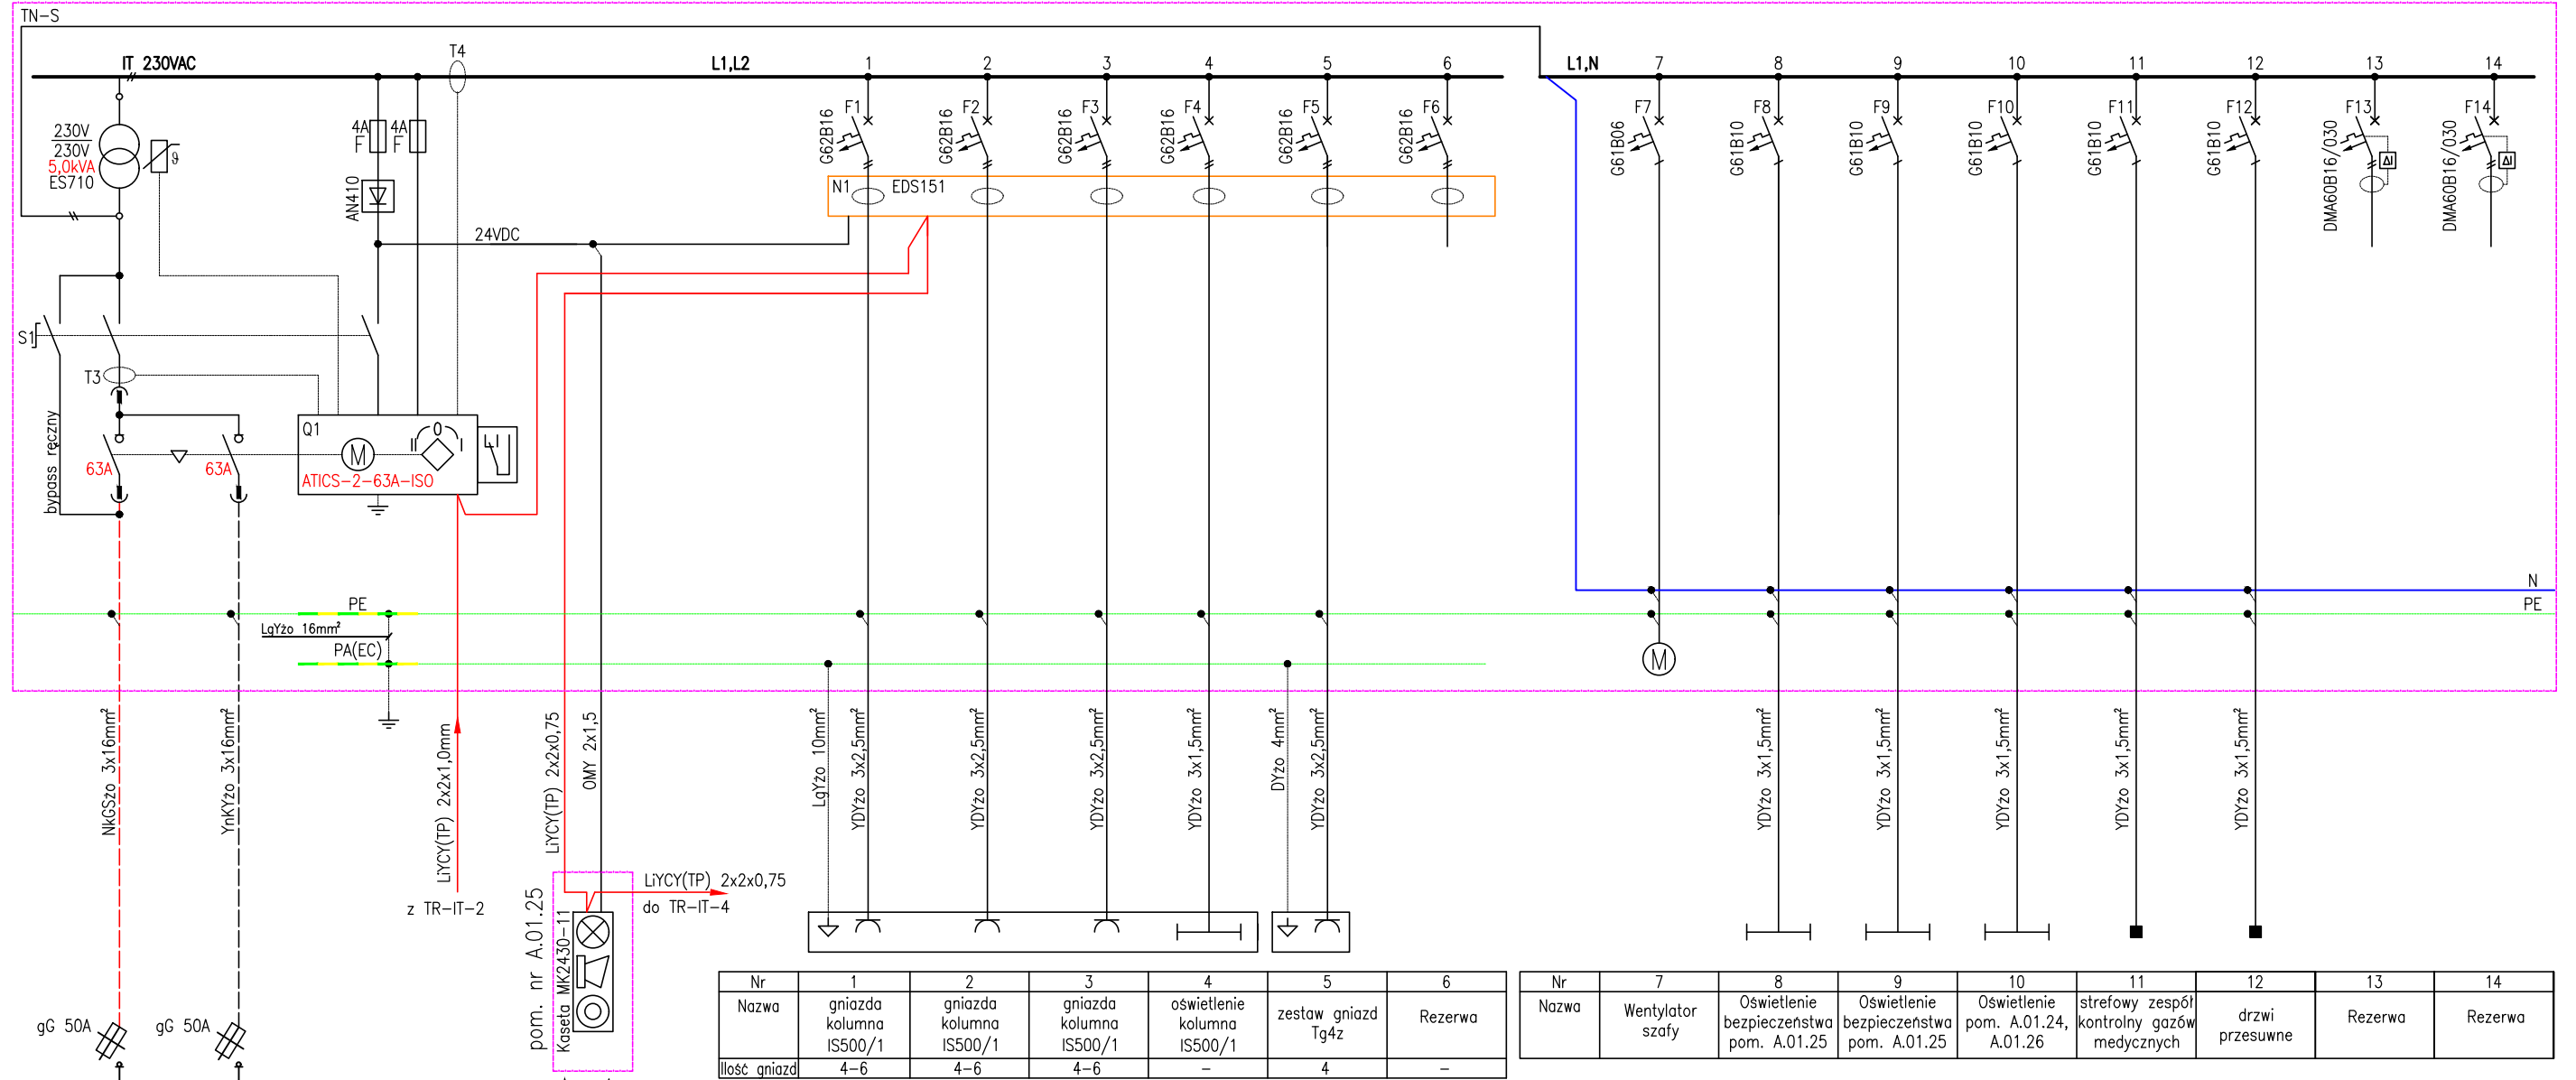 TN-S
IT 230VAC
T4
L1,L2
1
2
3
4
5
6
L1,N
7
8
9
10
11
12
13
14
230V
230V
5,0kVA
ES710
ϑ
4A
F
4A
F
AN410
F1
G62B16
F2
G62B16
F3
G62B16
F4
G62B16
F5
G62B16
F6
G62B16
F7
G61B06
F8
G61B10
F9
G61B10
F10
G61B10
F11
G61B10
F12
G61B10
F13
DMA60B16/030
ΔI
F14
DMA60B16/030
ΔI
N1
EDS151
24VDC
S1
T3
bypass ręczny
63A
63A
Q1
M
II
0
I
ATICS-2-63A-ISO
PE
LgYżo 16mm²
PA(EC)
N
PE
M
NkGSżo 3x16mm²
YnKYżo 3x16mm²
LiYCY(TP) 2x2x1,0mm
LiYCY(TP) 2x2x0,75
OMY 2x1,5
LgYżo 10mm²
YDYżo 3x2,5mm²
YDYżo 3x2,5mm²
YDYżo 3x2,5mm²
YDYżo 3x1,5mm²
DYżo 4mm²
YDYżo 3x2,5mm²
YDYżo 3x1,5mm²
YDYżo 3x1,5mm²
YDYżo 3x1,5mm²
YDYżo 3x1,5mm²
YDYżo 3x1,5mm²
z TR-IT-2
LiYCY(TP) 2x2x0,75
do TR-IT-4
pom. nr A.01.25
Kaseta MK2430-11
gG 50A
gG 50A
Nr 1 2 3 4 5 6
Nazwa
gniazda
kolumna
IS500/1
gniazda
kolumna
IS500/1
gniazda
kolumna
IS500/1
oświetlenie
kolumna
IS500/1
zestaw gniazd
Tg4z
Rezerwa
Ilość gniazd 4-6 4-6 4-6 - 4 -
Nr 7 8 9 10 11 12 13 14
Nazwa
Wentylator
szafy
Oświetlenie
bezpieczeństwa
pom. A.01.25
Oświetlenie
bezpieczeństwa
pom. A.01.25
Oświetlenie
pom. A.01.24,
A.01.26
strefowy zespół
kontrolny gazów
medycznych
drzwi
przesuwne
Rezerwa
Rezerwa